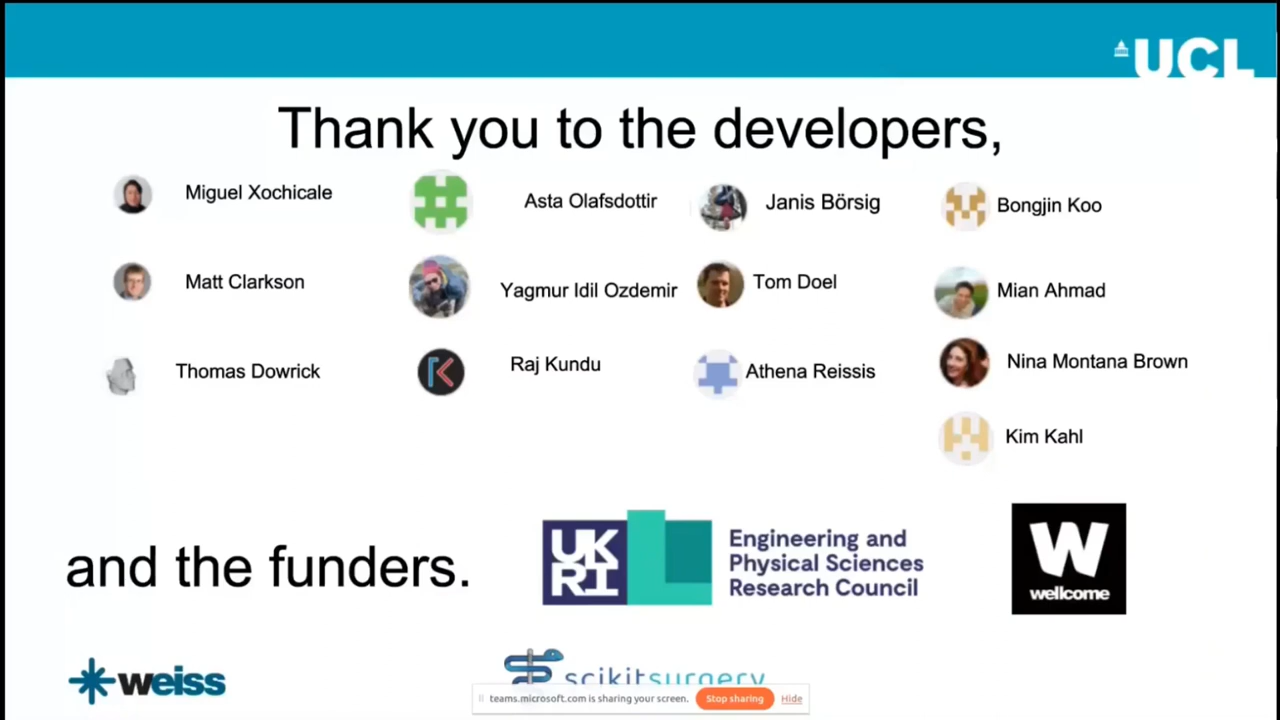 UCL
Thank you to the developers,
Miguel Xochicale
Asta Olafsdottir
Janis Börsig
Bongjin Koo
Matt Clarkson
Yagmur Idil Ozdemir
Tom Doel
Mian Ahmad
Thomas Dowrick
Raj Kundu
Athena Reissis
Nina Montana Brown
Kim Kahl
and the funders.
UK
RI
Engineering and
Physical Sciences
Research Council
W
wellcome
weiss
scikitsurgery
teams.microsoft.com is sharing your screen.
Stop sharing
Hide